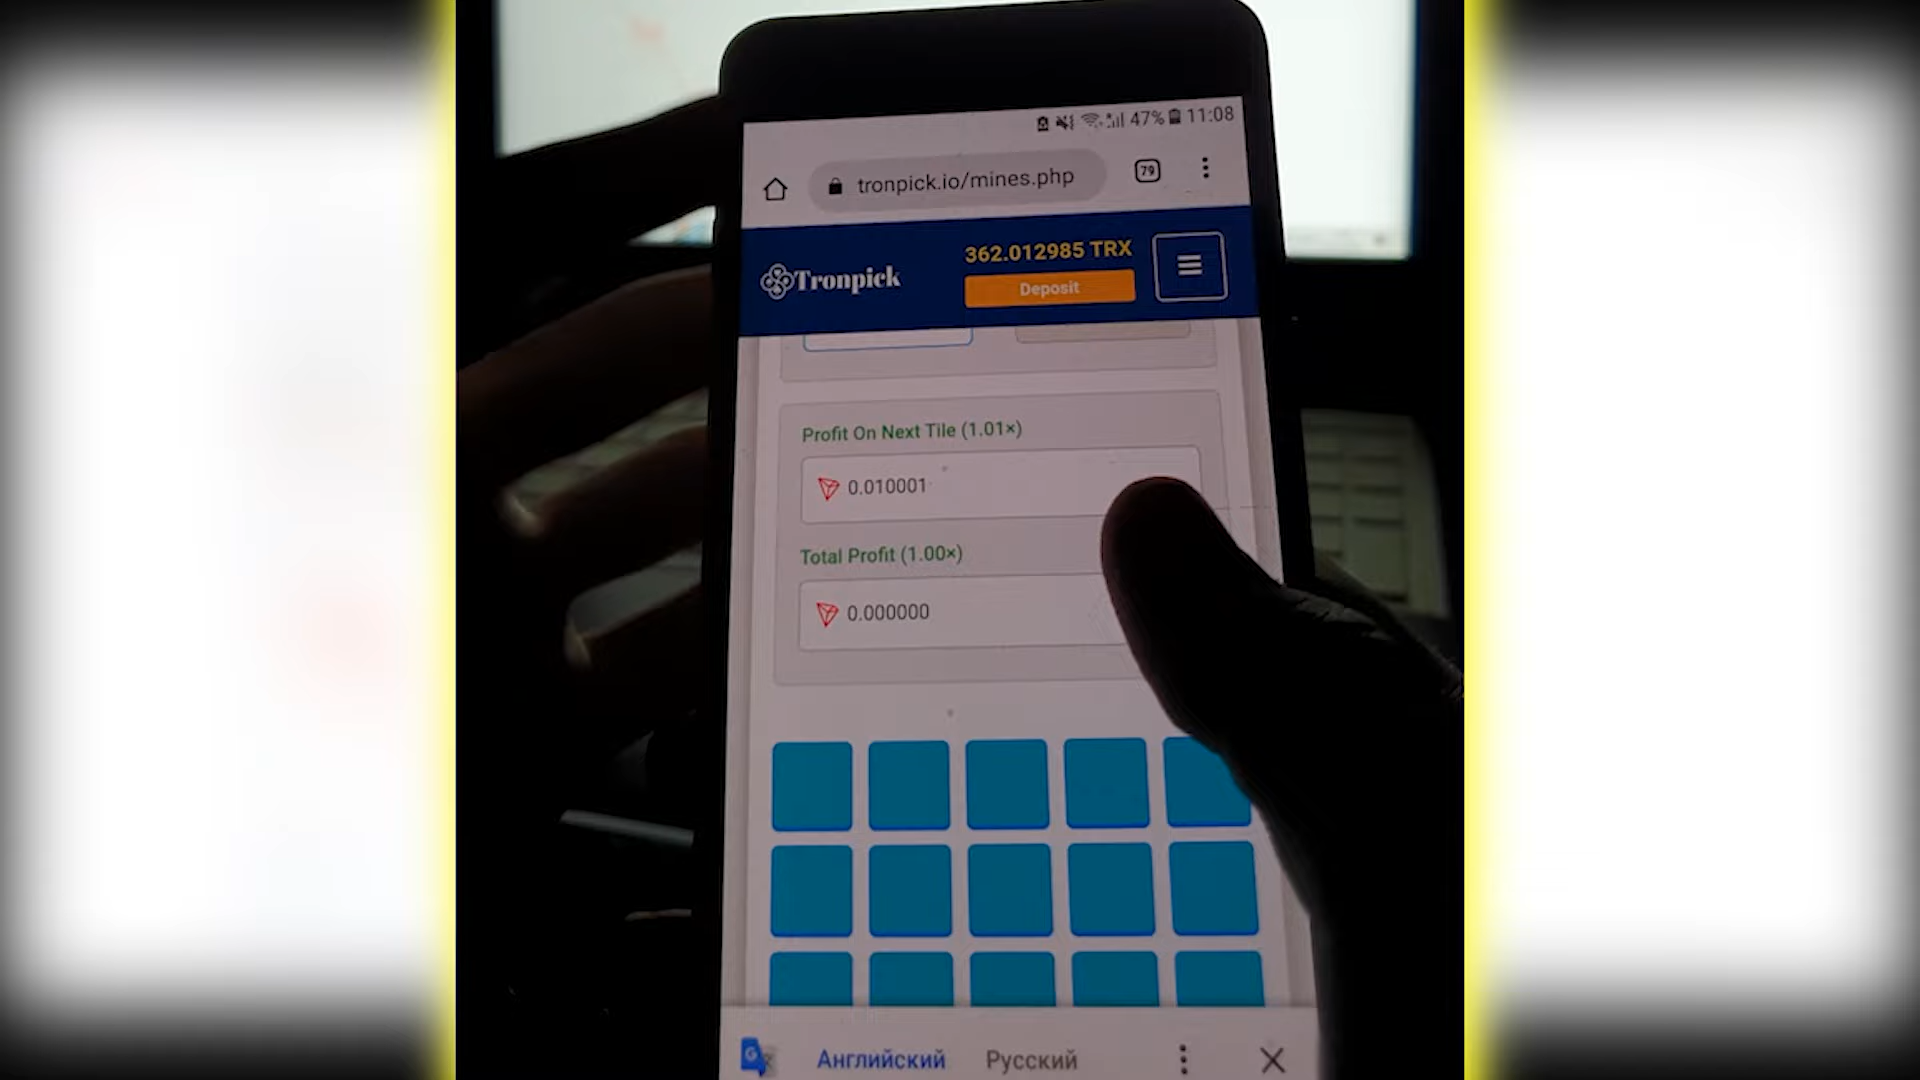 47% 11:08
tronpick.io/mines.php
79
362.012985 TRX
Tronpick
Deposit
Profit On Next Tile (1.01×)
0.010001
Total Profit (1.00×)
0.000000
Английский Русский